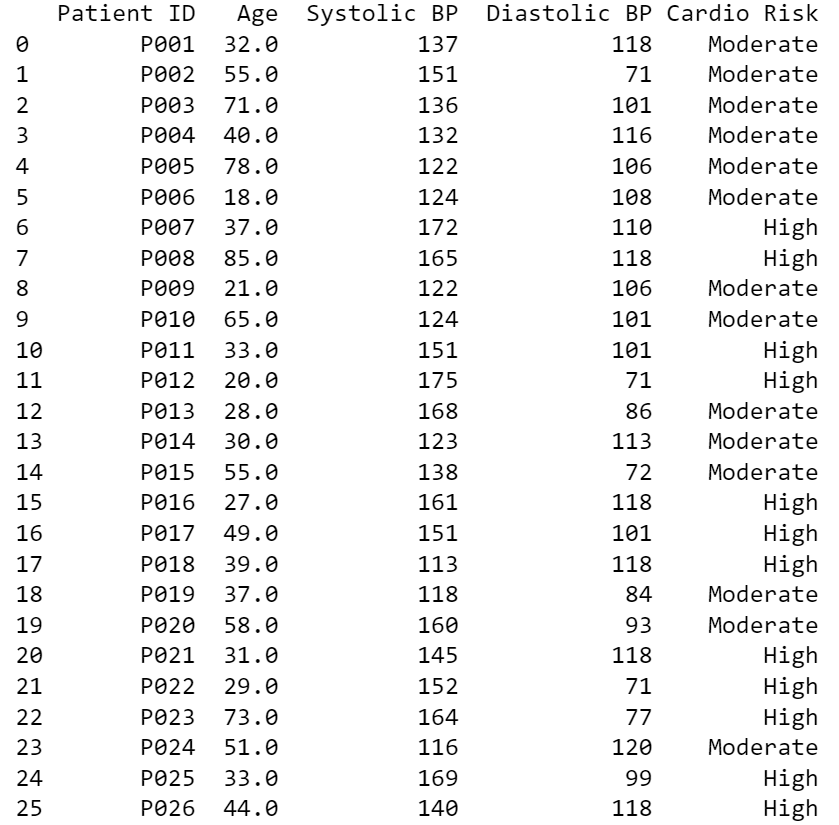 Patient ID Age Systolic BP Diastolic BP Cardio Risk
0 P001 32.0 137 118 Moderate
1 P002 55.0 151 71 Moderate
2 P003 71.0 136 101 Moderate
3 P004 40.0 132 116 Moderate
4 P005 78.0 122 106 Moderate
5 P006 18.0 124 108 Moderate
6 P007 37.0 172 110 High
7 P008 85.0 165 118 High
8 P009 21.0 122 106 Moderate
9 P010 65.0 124 101 Moderate
10 P011 33.0 151 101 High
11 P012 20.0 175 71 High
12 P013 28.0 168 86 Moderate
13 P014 30.0 123 113 Moderate
14 P015 55.0 138 72 Moderate
15 P016 27.0 161 118 High
16 P017 49.0 151 101 High
17 P018 39.0 113 118 High
18 P019 37.0 118 84 Moderate
19 P020 58.0 160 93 Moderate
20 P021 31.0 145 118 High
21 P022 29.0 152 71 High
22 P023 73.0 164 77 High
23 P024 51.0 116 120 Moderate
24 P025 33.0 169 99 High
25 P026 44.0 140 118 High